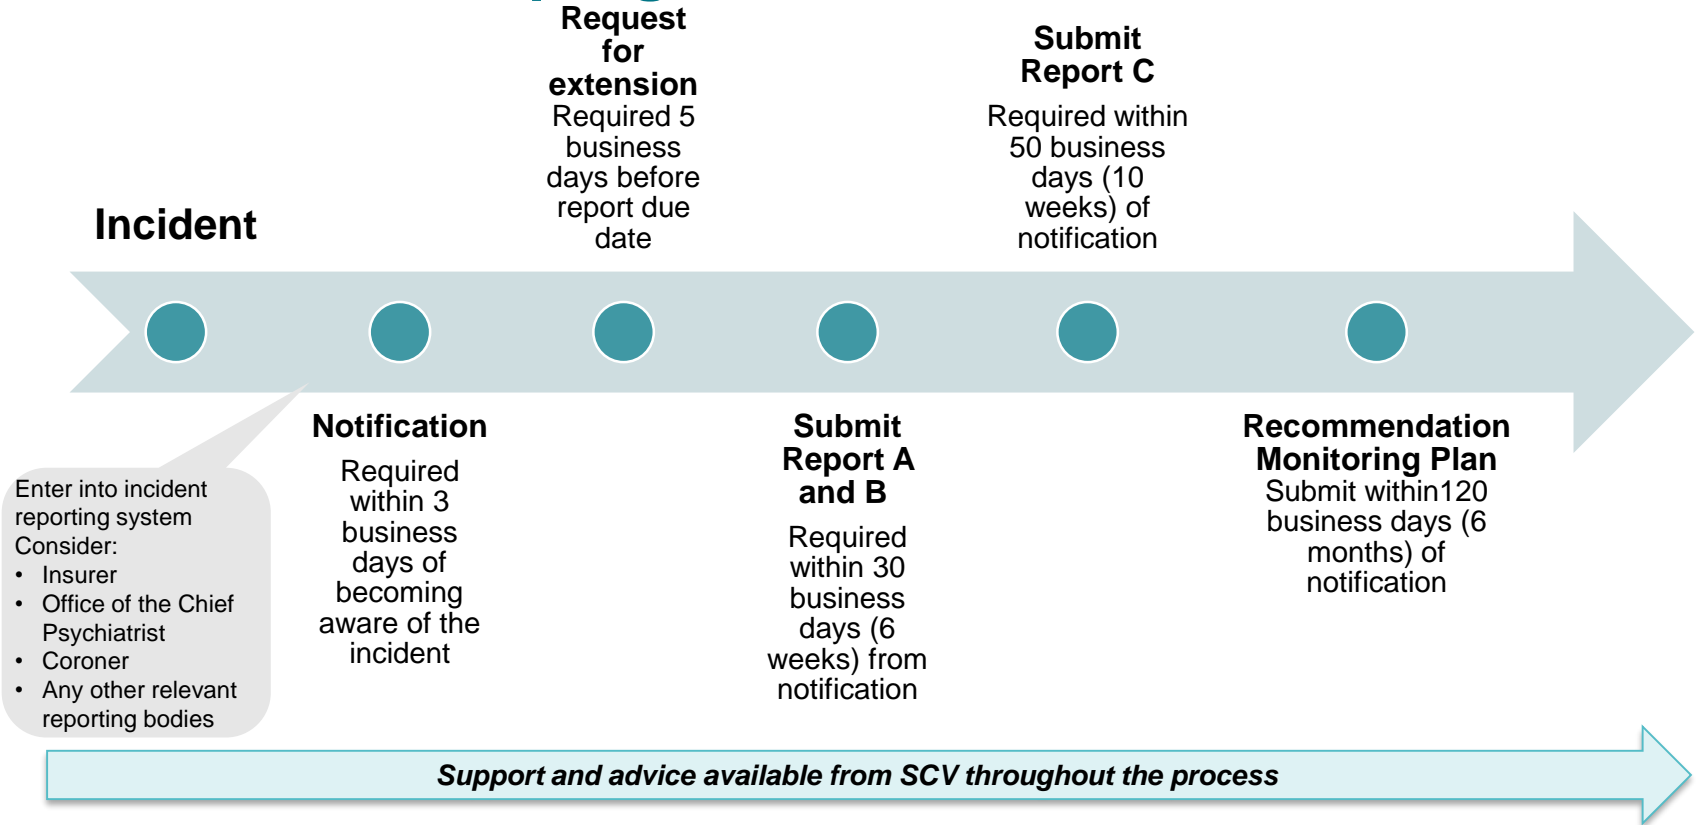 Request
for
extension
Required 5
business
days before
report due
date
Submit
Report C
Required within
50 business
days (10
weeks) of
notification
Incident
Notification
Required
within 3
business
days of
becoming
aware of the
incident
Submit
Report A
and B
Required
within 30
business
days (6
weeks) from
notification
Recommendation
Monitoring Plan
Submit within120
business days (6
months) of
notification
Enter into incident
reporting system
Consider:
• Insurer
• Office of the Chief
Psychiatrist
• Coroner
• Any other relevant
reporting bodies
Support and advice available from SCV throughout the process